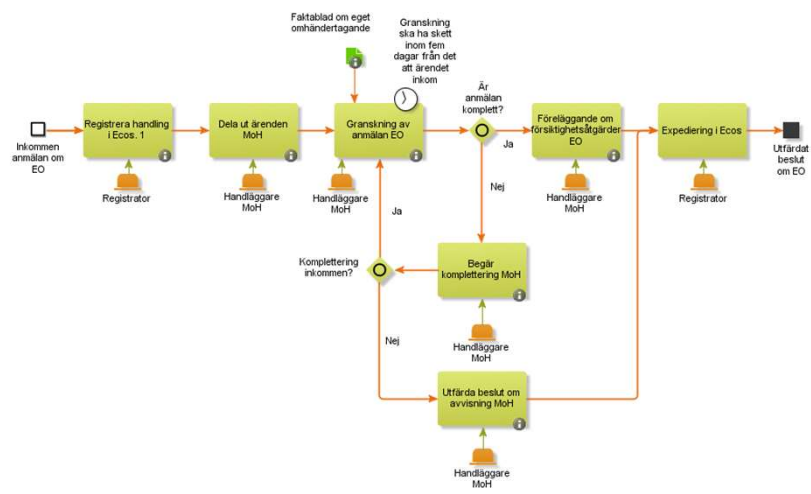 Faktablad om eget
omhändertagande
Granskning
ska ha skett
inom fem
dagar från det
att ärendet
inkom
Är
anmälan
komplett?
Inkommen
anmälan om
EO
Registrera handling
i Ecos. 1
Registrator
Dela ut ärenden
MoH
Handläggare
MoH
Granskning av
anmälan EO
Handläggare
MoH
Ja
Nej
Föreläggande om
försiktighetsåtgärder
EO
Handläggare
MoH
Expediering i Ecos
Registrator
Utfärdat
beslut
om EO
Ja
Komplettering
inkommen?
Begär
komplettering MoH
Handläggare
MoH
Nej
Utfärda beslut om
avvisning MoH
Handläggare
MoH